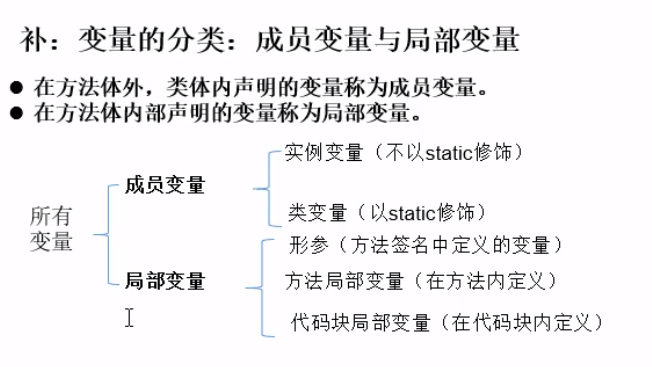 补：变量的分类：成员变量与局部变量
● 在方法体外，类体内声明的变量称为成员变量。
● 在方法体内部声明的变量称为局部变量。
所有
变量
成员变量
实例变量（不以static修饰）
类变量（以static修饰）
局部变量
形参（方法签名中定义的变量）
方法局部变量（在方法内定义）
代码块局部变量（在代码块内定义）